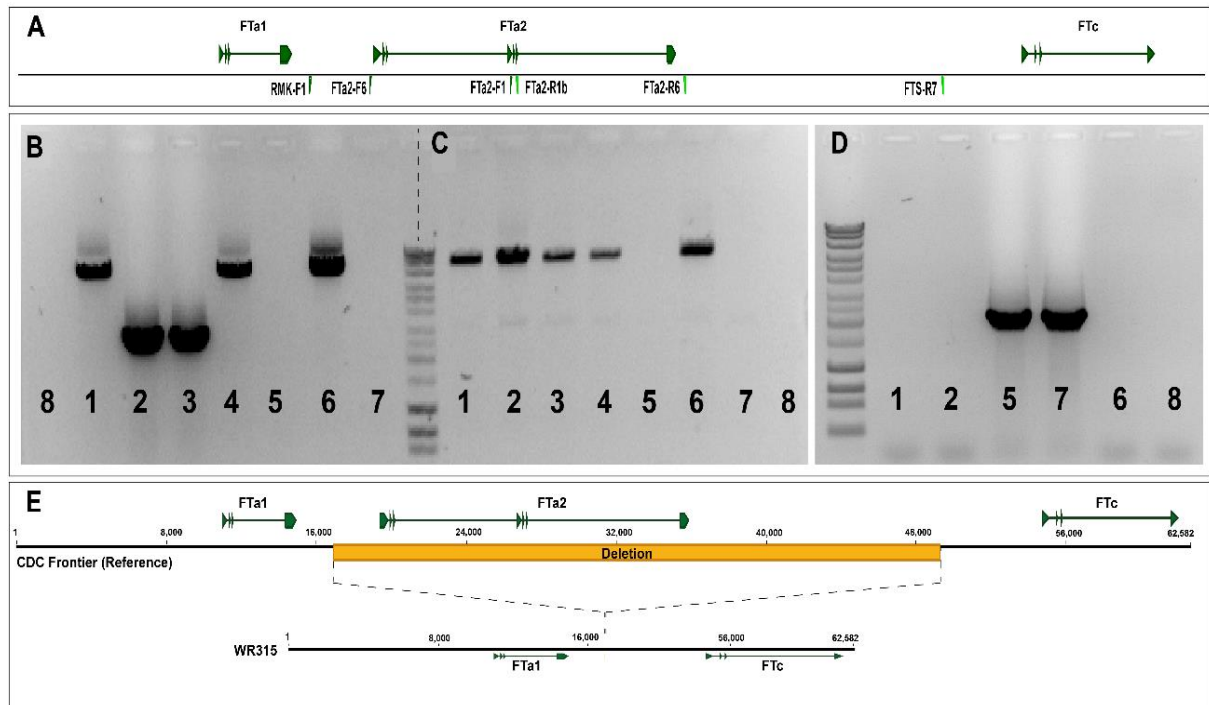 A
FTa1 FTa2 FTc
RMK-F1 FTa2-F6 FTa2-F1 FTa2-R1b FTa2-R6 FTS-R7
B C D
8 1 2 3 4 5 6 7 1 2 3 4 5 6 7 8 1 2 5 7 6 8
E
FTa1 FTa2 FTc
1 8,000 16,000 24,000 32,000 40,000 48,000 56,000 62,582
Deletion
CDC Frontier (Reference)
1 8,000 16,000 56,000 62,582
WR315
FTa1 FTc